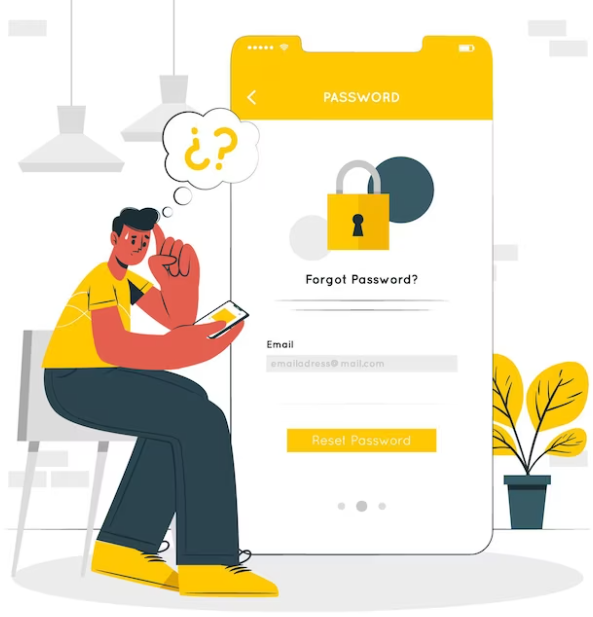 PASSWORD
¿?
Forgot Password?
Email
emailadress@mail.com
Reset Password